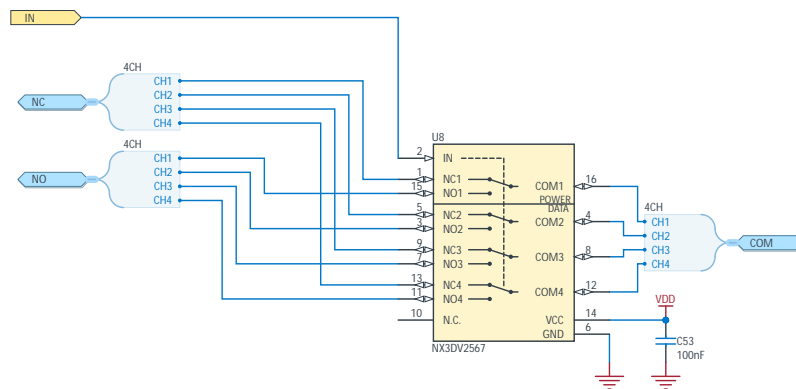 IN
4CH
CH1
CH2
CH3
CH4
NC
4CH
CH1
CH2
CH3
CH4
NO
U8
2 IN
1 NC1
15 NO1
COM1 16
POWER
DATA
5 NC2
3 NO2
COM2 4
9 NC3
7 NO3
COM3 8
13 NC4
11 NO4
COM4 12
10 N.C.
VCC 14
GND 6
NX3DV2567
4CH
CH1
CH2
CH3
CH4
COM
VDD
C53
100nF